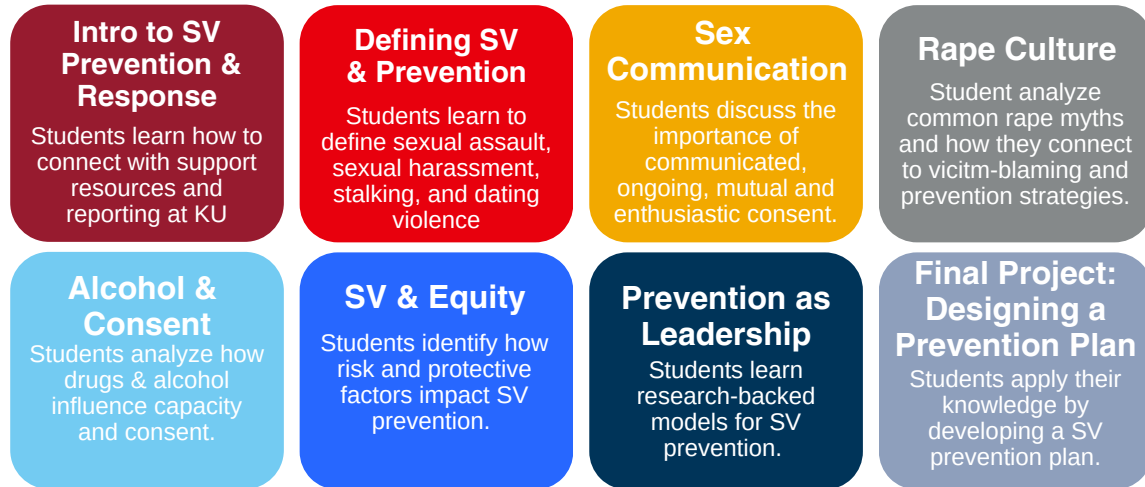 Intro to SV
Prevention &
Response
Students learn how to
connect with support
resources and
reporting at KU
Defining SV
& Prevention
Students learn to
define sexual assault,
sexual harassment,
stalking, and dating
violence
Sex
Communication
Students discuss the
importance of
communicated,
ongoing, mutual and
enthusiastic consent.
Rape Culture
Student analyze
common rape myths
and how they connect
to vicitm-blaming and
prevention strategies.
Alcohol &
Consent
Students analyze how
drugs & alcohol
influence capacity
and consent.
SV & Equity
Students identify how
risk and protective
factors impact SV
prevention.
Prevention as
Leadership
Students learn
research-backed
models for SV
prevention.
Final Project:
Designing a
Prevention Plan
Students apply their
knowledge by
developing a SV
prevention plan.